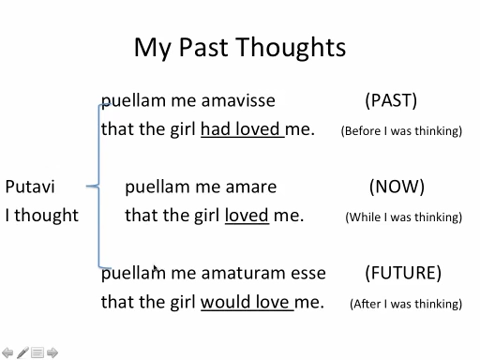 My Past Thoughts
puellam me amavisse (PAST)
that the girl had loved me. (Before I was thinking)
Putavi puellam me amare (NOW)
I thought that the girl loved me. (While I was thinking)
puellam me amaturam esse (FUTURE)
that the girl would love me. (After I was thinking)